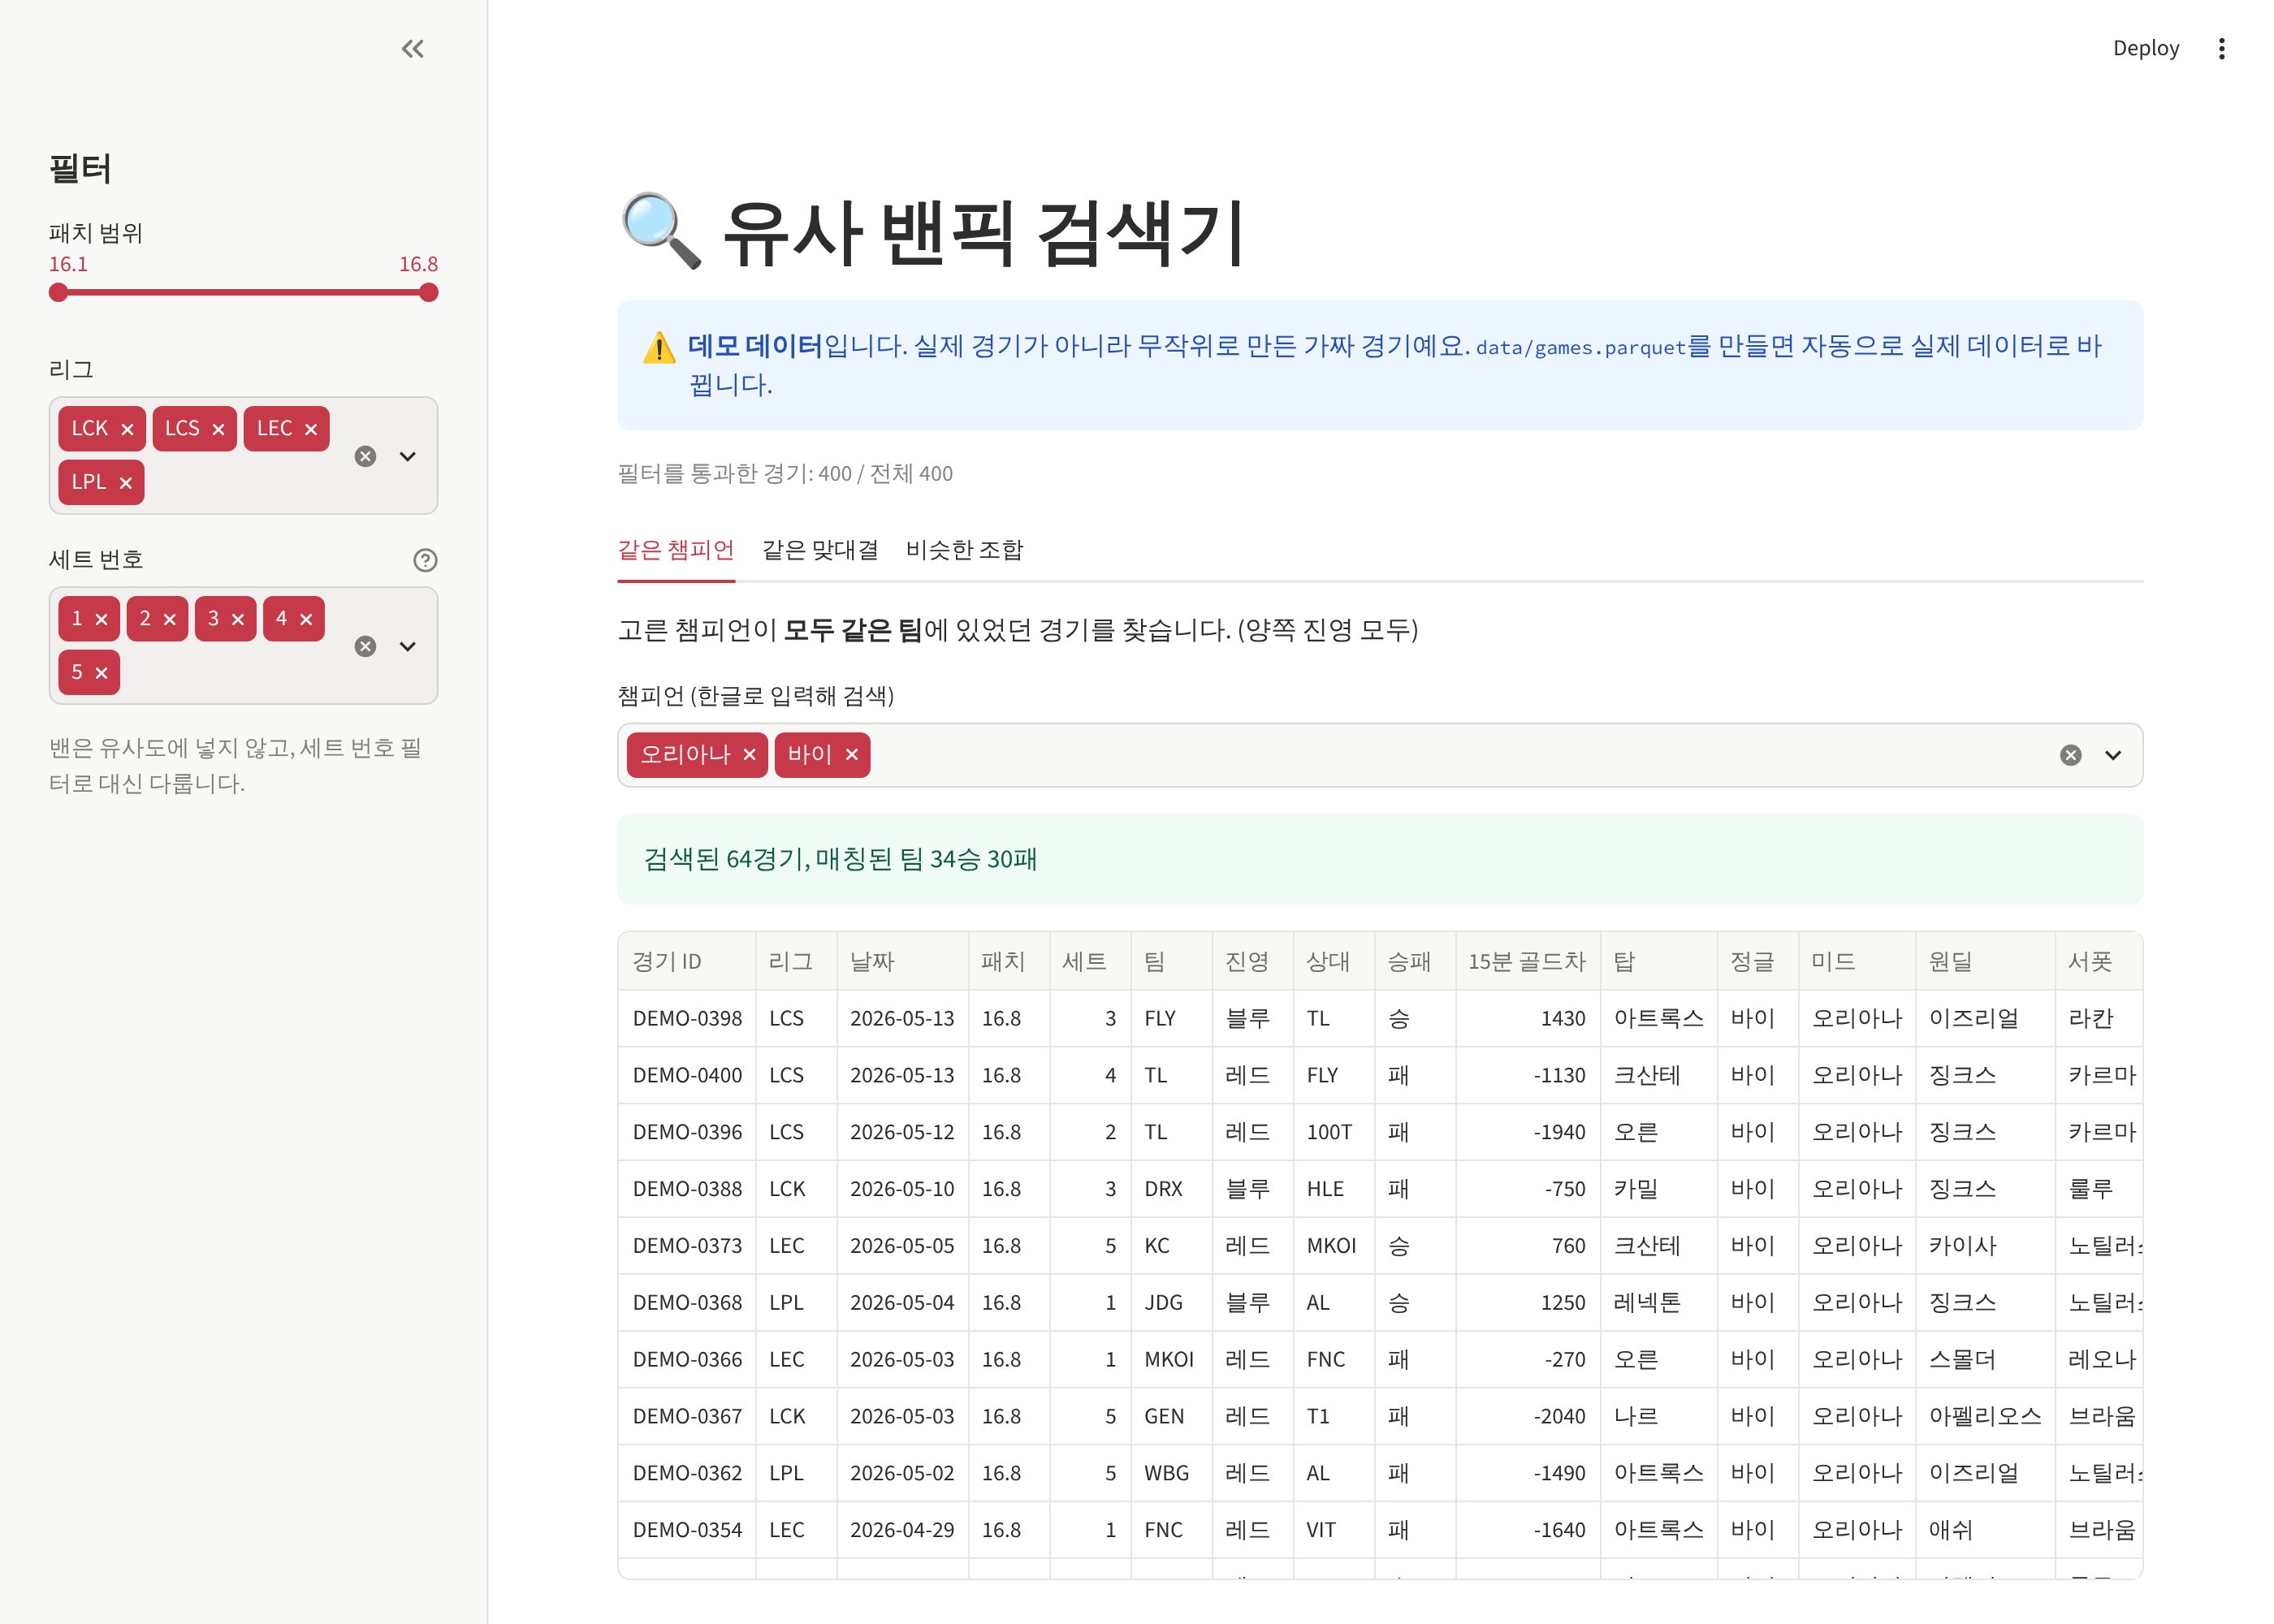 Deploy
필터
패치 범위
16.1 16.8
리그
LCK LCS LEC
LPL
세트 번호
1 2 3 4
5
밴은 유사도에 넣지 않고, 세트 번호 필
터로 대신 다룹니다.
유사 밴픽 검색기
데모 데이터입니다. 실제 경기가 아니라 무작위로 만든 가짜 경기예요. data/games.parquet를 만들면 자동으로 실제 데이터로 바
뀝니다.
필터를 통과한 경기: 400 / 전체 400
같은 챔피언 같은 맞대결 비슷한 조합
고른 챔피언이 모두 같은 팀에 있었던 경기를 찾습니다. (양쪽 진영 모두)
챔피언 (한글로 입력해 검색)
오리아나 바이
검색된 64경기, 매칭된 팀 34승 30패
경기 ID 리그 날짜 패치 세트 팀 진영 상대 승패 15분 골드차 탑 정글 미드 원딜 서폿
DEMO-0398 LCS 2026-05-13 16.8 3 FLY 블루 TL 승 1430 아트록스 바이 오리아나 이즈리얼 라칸
DEMO-0400 LCS 2026-05-13 16.8 4 TL 레드 FLY 패 -1130 크산테 바이 오리아나 징크스 카르마
DEMO-0396 LCS 2026-05-12 16.8 2 TL 레드 100T 패 -1940 오른 바이 오리아나 징크스 카르마
DEMO-0388 LCK 2026-05-10 16.8 3 DRX 블루 HLE 패 -750 카밀 바이 오리아나 징크스 룰루
DEMO-0373 LEC 2026-05-05 16.8 5 KC 레드 MKOI 승 760 크산테 바이 오리아나 카이사 노틸러
DEMO-0368 LPL 2026-05-04 16.8 1 JDG 블루 AL 승 1250 레넥톤 바이 오리아나 징크스 노틸러
DEMO-0366 LEC 2026-05-03 16.8 1 MKOI 레드 FNC 패 -270 오른 바이 오리아나 스몰더 레오나
DEMO-0367 LCK 2026-05-03 16.8 5 GEN 레드 T1 패 -2040 나르 바이 오리아나 아펠리오스 브라움
DEMO-0362 LPL 2026-05-02 16.8 5 WBG 레드 AL 패 -1490 아트록스 바이 오리아나 이즈리얼 노틸러
DEMO-0354 LEC 2026-04-29 16.8 1 FNC 레드 VIT 패 -1640 아트록스 바이 오리아나 애쉬 브라움